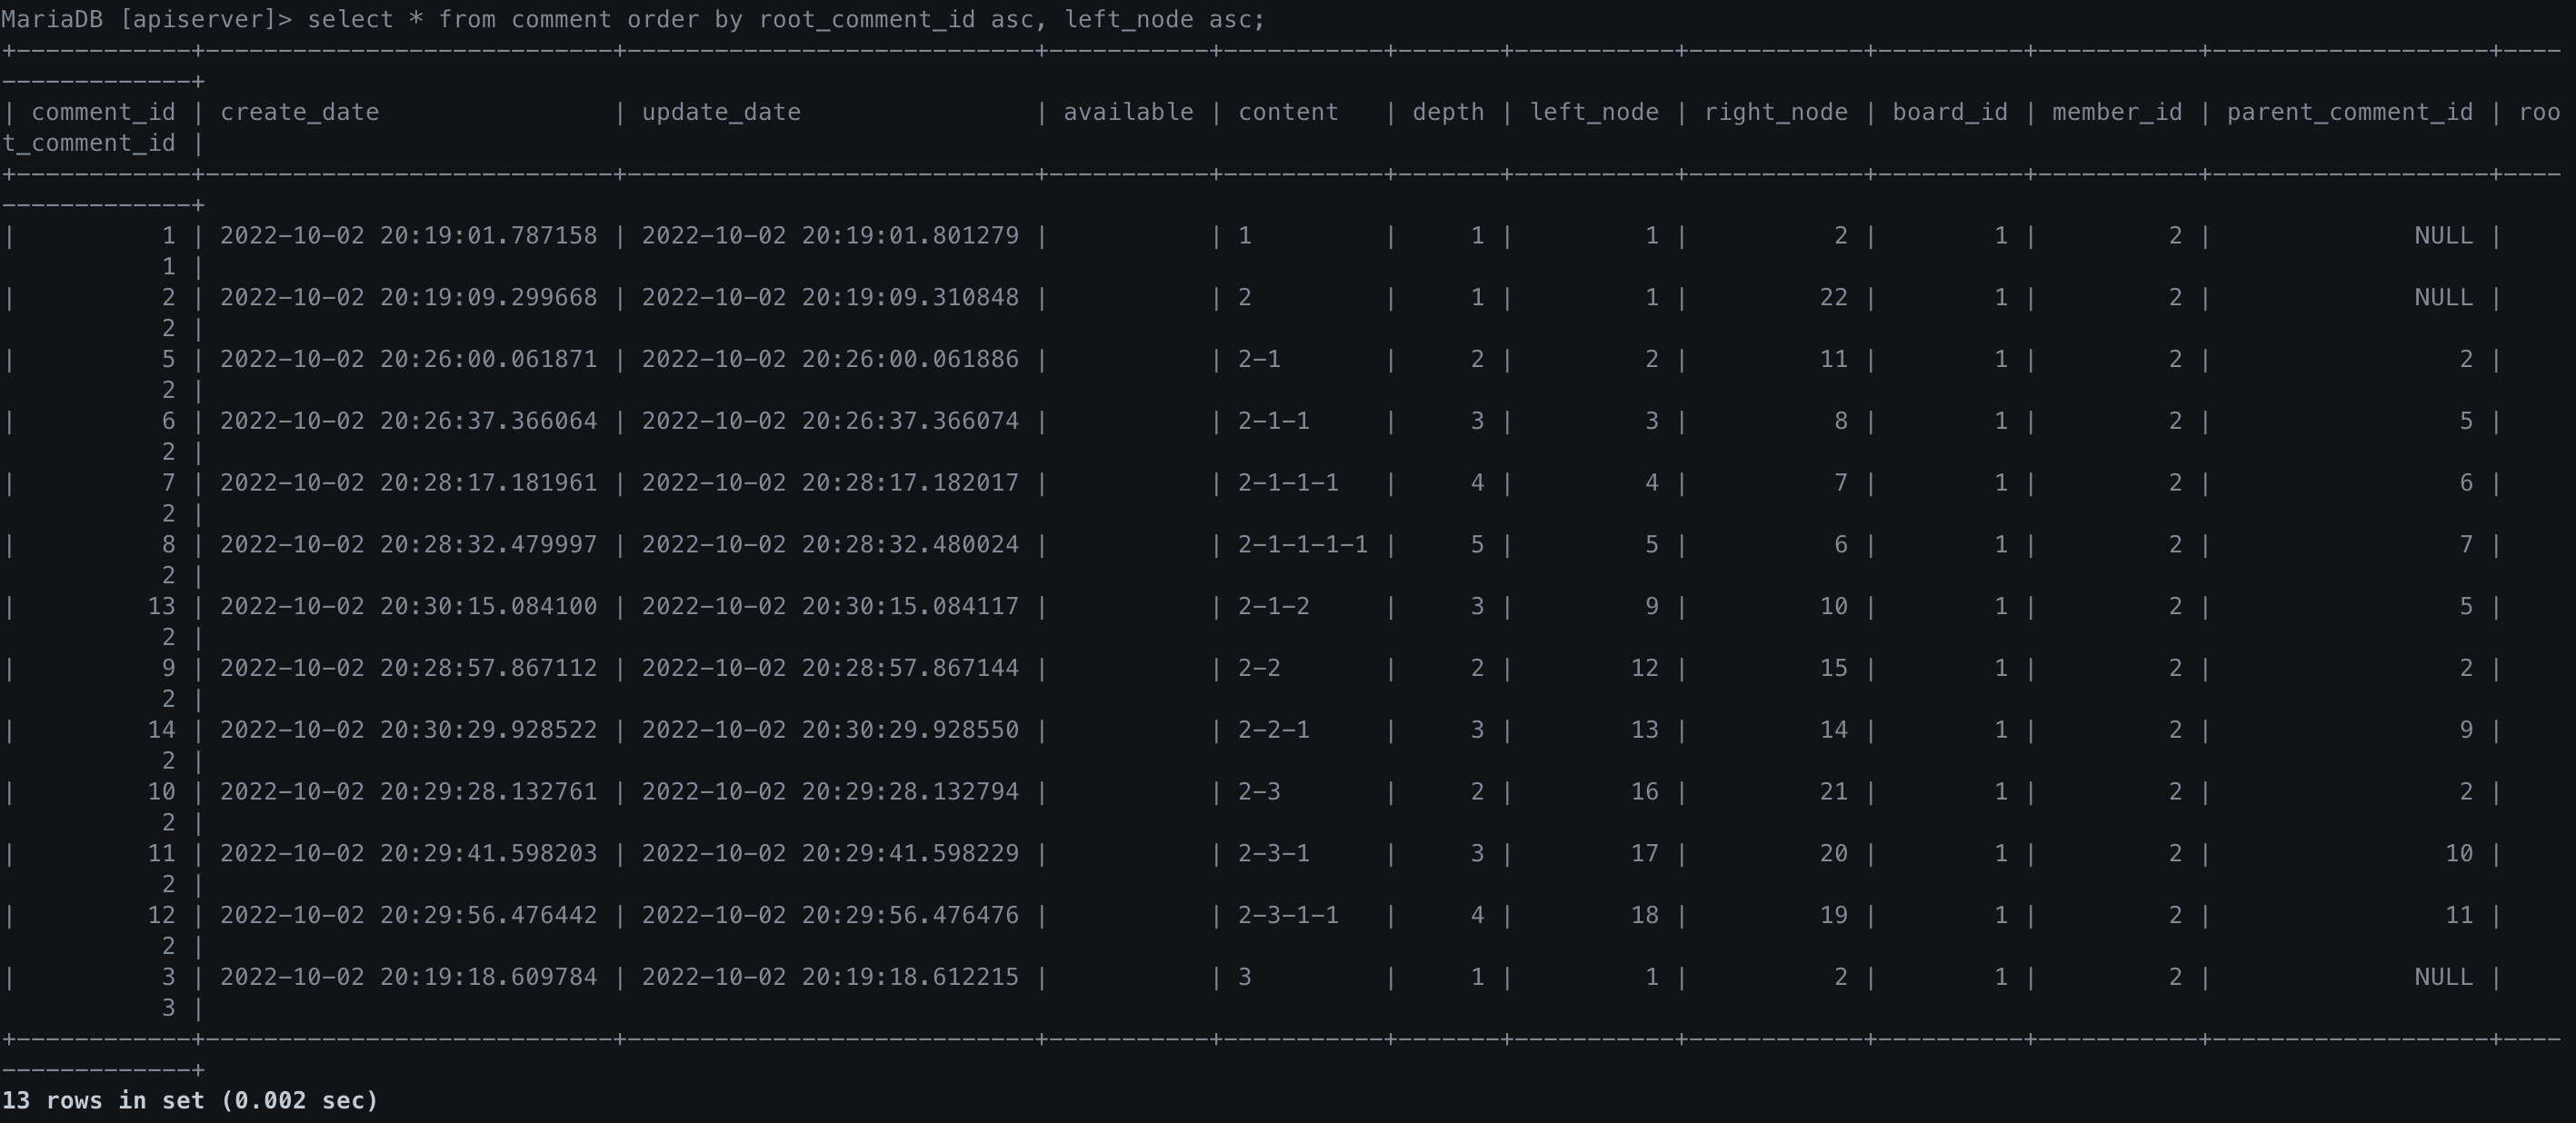 MariaDB [apiserver]> select * from comment order by root_comment_id asc, left_node asc;
+------------+----------------------------+----------------------------+-----------+-----------+-------+-----------+------------+----------+-----------+-------------------+----
-------------+
| comment_id | create_date                | update_date                | available | content   | depth | left_node | right_node | board_id | member_id | parent_comment_id | roo
t_comment_id |
+------------+----------------------------+----------------------------+-----------+-----------+-------+-----------+------------+----------+-----------+-------------------+----
-------------+
|          1 | 2022-10-02 20:19:01.787158 | 2022-10-02 20:19:01.801279 |           | 1         |     1 |         1 |          2 |        1 |         2 |              NULL |
           1 |
|          2 | 2022-10-02 20:19:09.299668 | 2022-10-02 20:19:09.310848 |           | 2         |     1 |         1 |         22 |        1 |         2 |              NULL |
           2 |
|          5 | 2022-10-02 20:26:00.061871 | 2022-10-02 20:26:00.061886 |           | 2-1       |     2 |         2 |         11 |        1 |         2 |                 2 |
           2 |
|          6 | 2022-10-02 20:26:37.366064 | 2022-10-02 20:26:37.366074 |           | 2-1-1     |     3 |         3 |          8 |        1 |         2 |                 5 |
           2 |
|          7 | 2022-10-02 20:28:17.181961 | 2022-10-02 20:28:17.182017 |           | 2-1-1-1   |     4 |         4 |          7 |        1 |         2 |                 6 |
           2 |
|          8 | 2022-10-02 20:28:32.479997 | 2022-10-02 20:28:32.480024 |           | 2-1-1-1-1 |     5 |         5 |          6 |        1 |         2 |                 7 |
           2 |
|         13 | 2022-10-02 20:30:15.084100 | 2022-10-02 20:30:15.084117 |           | 2-1-2     |     3 |         9 |         10 |        1 |         2 |                 5 |
           2 |
|          9 | 2022-10-02 20:28:57.867112 | 2022-10-02 20:28:57.867144 |           | 2-2       |     2 |        12 |         15 |        1 |         2 |                 2 |
           2 |
|         14 | 2022-10-02 20:30:29.928522 | 2022-10-02 20:30:29.928550 |           | 2-2-1     |     3 |        13 |         14 |        1 |         2 |                 9 |
           2 |
|         10 | 2022-10-02 20:29:28.132761 | 2022-10-02 20:29:28.132794 |           | 2-3       |     2 |        16 |         21 |        1 |         2 |                 2 |
           2 |
|         11 | 2022-10-02 20:29:41.598203 | 2022-10-02 20:29:41.598229 |           | 2-3-1     |     3 |        17 |         20 |        1 |         2 |                10 |
           2 |
|         12 | 2022-10-02 20:29:56.476442 | 2022-10-02 20:29:56.476476 |           | 2-3-1-1   |     4 |        18 |         19 |        1 |         2 |                11 |
           2 |
|          3 | 2022-10-02 20:19:18.609784 | 2022-10-02 20:19:18.612215 |           | 3         |     1 |         1 |          2 |        1 |         2 |              NULL |
           3 |
+------------+----------------------------+----------------------------+-----------+-----------+-------+-----------+------------+----------+-----------+-------------------+----
-------------+
13 rows in set (0.002 sec)